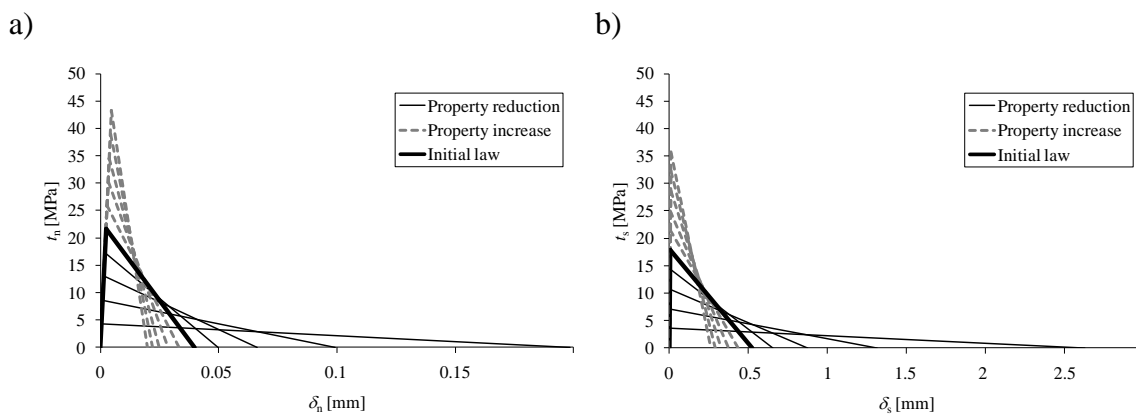 a)
50
45
40
35
30
25
20
15
10
5
0
tn [MPa]
0
0.05
0.1
0.15
δn [mm]
Property reduction
Property increase
Initial law
b)
50
45
40
35
30
25
20
15
10
5
0
ts [MPa]
0
0.5
1
1.5
2
2.5
δs [mm]
Property reduction
Property increase
Initial law